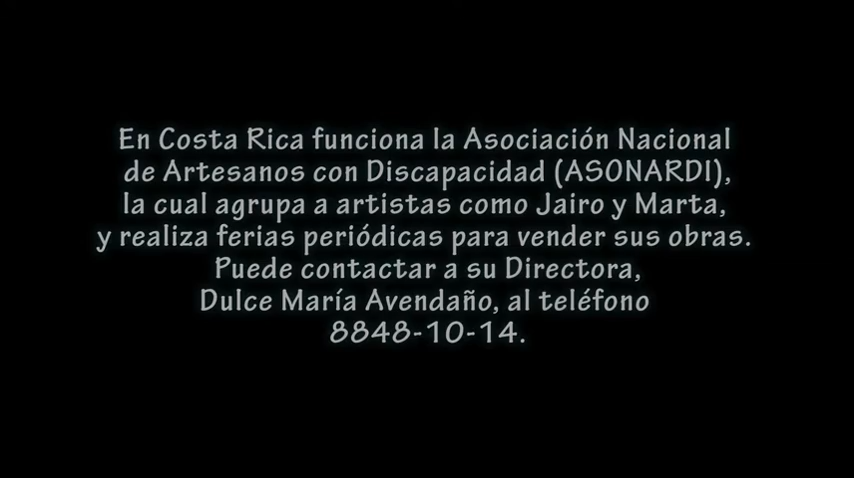 En Costa Rica funciona la Asociación Nacional
de Artesanos con Discapacidad (ASONARDI),
la cual agrupa a artistas como Jairo y Marta,
y realiza ferias periódicas para vender sus obras.
Puede contactar a su Directora,
Dulce María Avendaño, al teléfono
8848-10-14.